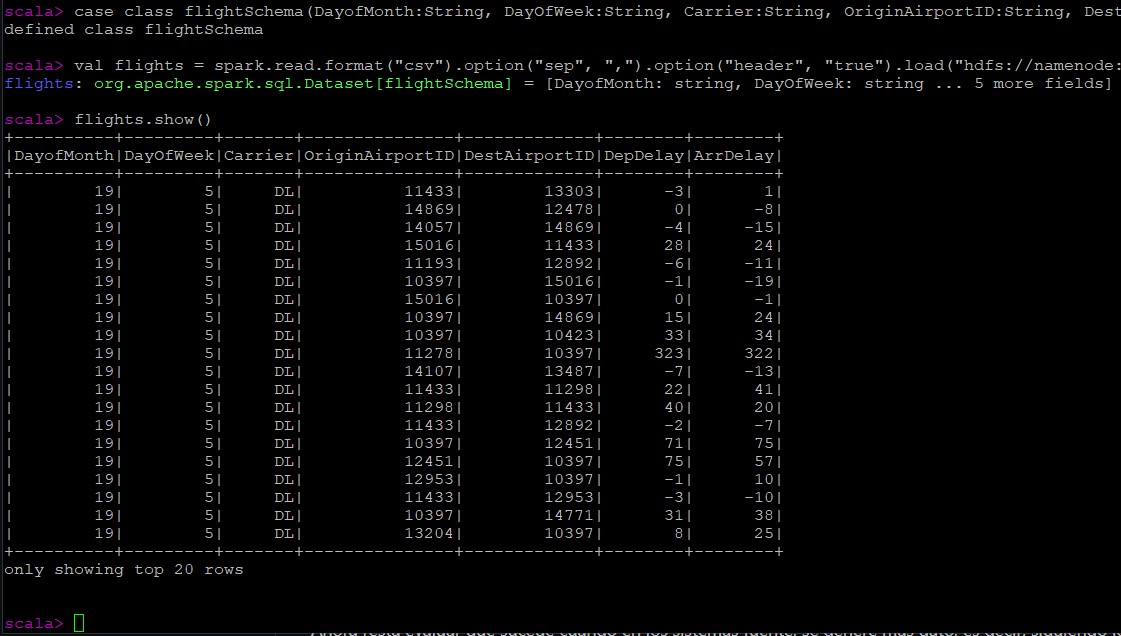 scala> case class flightSchema(DayofMonth:String, DayOfWeek:String, Carrier:String, OriginAirportID:String, Dest
defined class flightSchema
scala> val flights = spark.read.format("csv").option("sep", ",").option("header", "true").load("hdfs://namenode:
flights: org.apache.spark.sql.Dataset[flightSchema] = [DayofMonth: string, DayOfWeek: string ... 5 more fields]
scala> flights.show()
+----------+---------+-------+---------------+-------------+--------+--------+
|DayofMonth|DayOfWeek|Carrier|OriginAirportID|DestAirportID|DepDelay|ArrDelay|
+----------+---------+-------+---------------+-------------+--------+--------+
|        19|        5|     DL|          11433|        13303|      -3|       1|
|        19|        5|     DL|          14869|        12478|       0|      -8|
|        19|        5|     DL|          14057|        14869|      -4|     -15|
|        19|        5|     DL|          15016|        11433|      28|      24|
|        19|        5|     DL|          11193|        12892|      -6|     -11|
|        19|        5|     DL|          10397|        15016|      -1|     -19|
|        19|        5|     DL|          15016|        10397|       0|      -1|
|        19|        5|     DL|          10397|        14869|      15|      24|
|        19|        5|     DL|          10397|        10423|      33|      34|
|        19|        5|     DL|          11278|        10397|     323|     322|
|        19|        5|     DL|          14107|        13487|      -7|     -13|
|        19|        5|     DL|          11433|        11298|      22|      41|
|        19|        5|     DL|          11298|        11433|      40|      20|
|        19|        5|     DL|          11433|        12892|      -2|      -7|
|        19|        5|     DL|          10397|        12451|      71|      75|
|        19|        5|     DL|          12451|        10397|      75|      57|
|        19|        5|     DL|          12953|        10397|      -1|      10|
|        19|        5|     DL|          11433|        12953|      -3|     -10|
|        19|        5|     DL|          10397|        14771|      31|      38|
|        19|        5|     DL|          13204|        10397|       8|      25|
+----------+---------+-------+---------------+-------------+--------+--------+
only showing top 20 rows
scala>